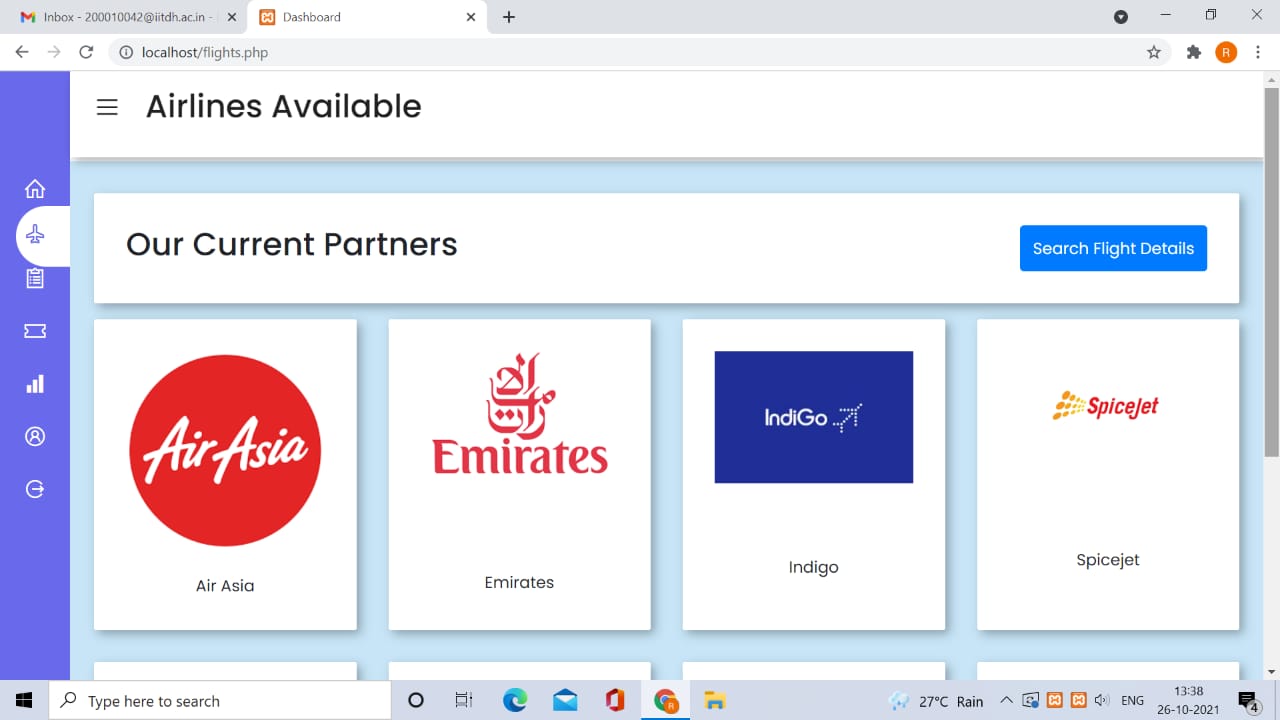 Inbox - 200010042@iitdh.ac.in -
Dashboard
localhost/flights.php
R
Airlines Available
Our Current Partners
Search Flight Details
AirAsia
Emirates
IndiGo
SpiceJet
Air Asia
Emirates
Indigo
Spicejet
Type here to search
R
27°C Rain
ENG
13:38
26-10-2021
4